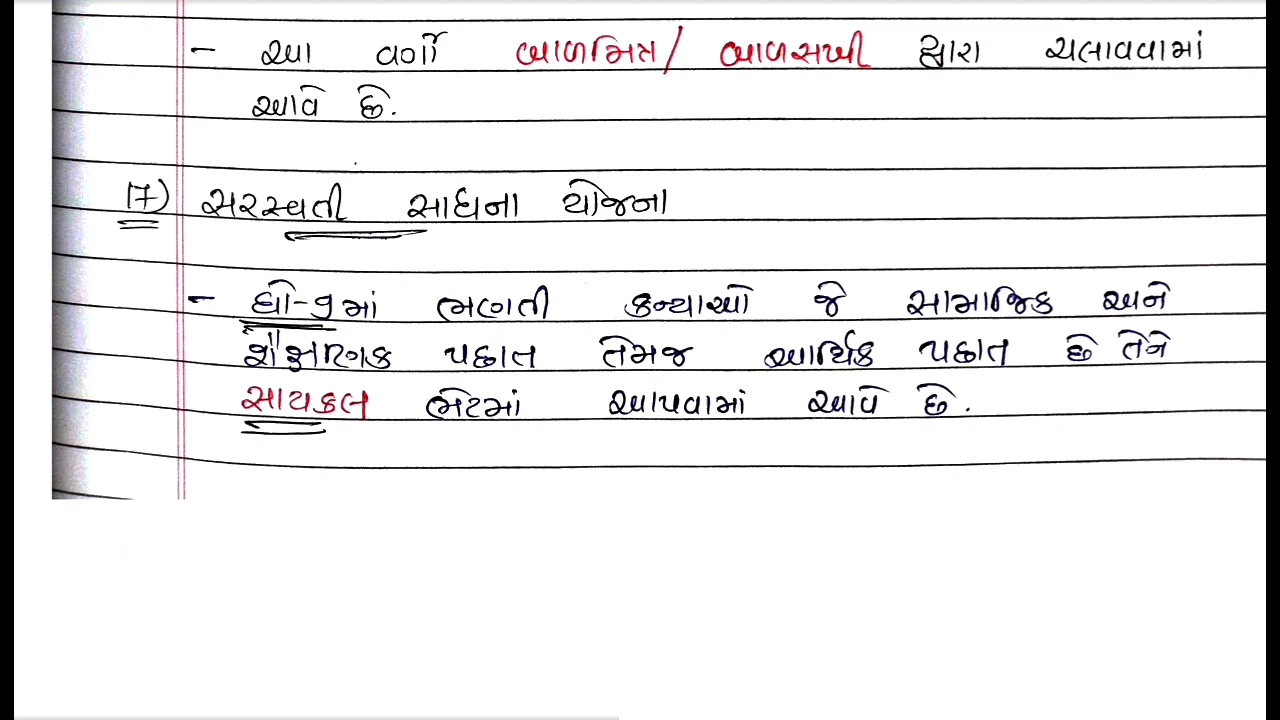 - આ વર્ગો બાળમિત્ર/ બાળસખી દ્વારા ચલાવવામાં
આવે છે.
17) સરસ્વતી સાધના યોજના
- ધો-9માં ભણતી કન્યાઓ જે સામાજિક અને
શૈક્ષણિક પછાત તેમજ આર્થિક પછાત છે તેને
સાયકલ ભેટમાં આપવામાં આવે છે.